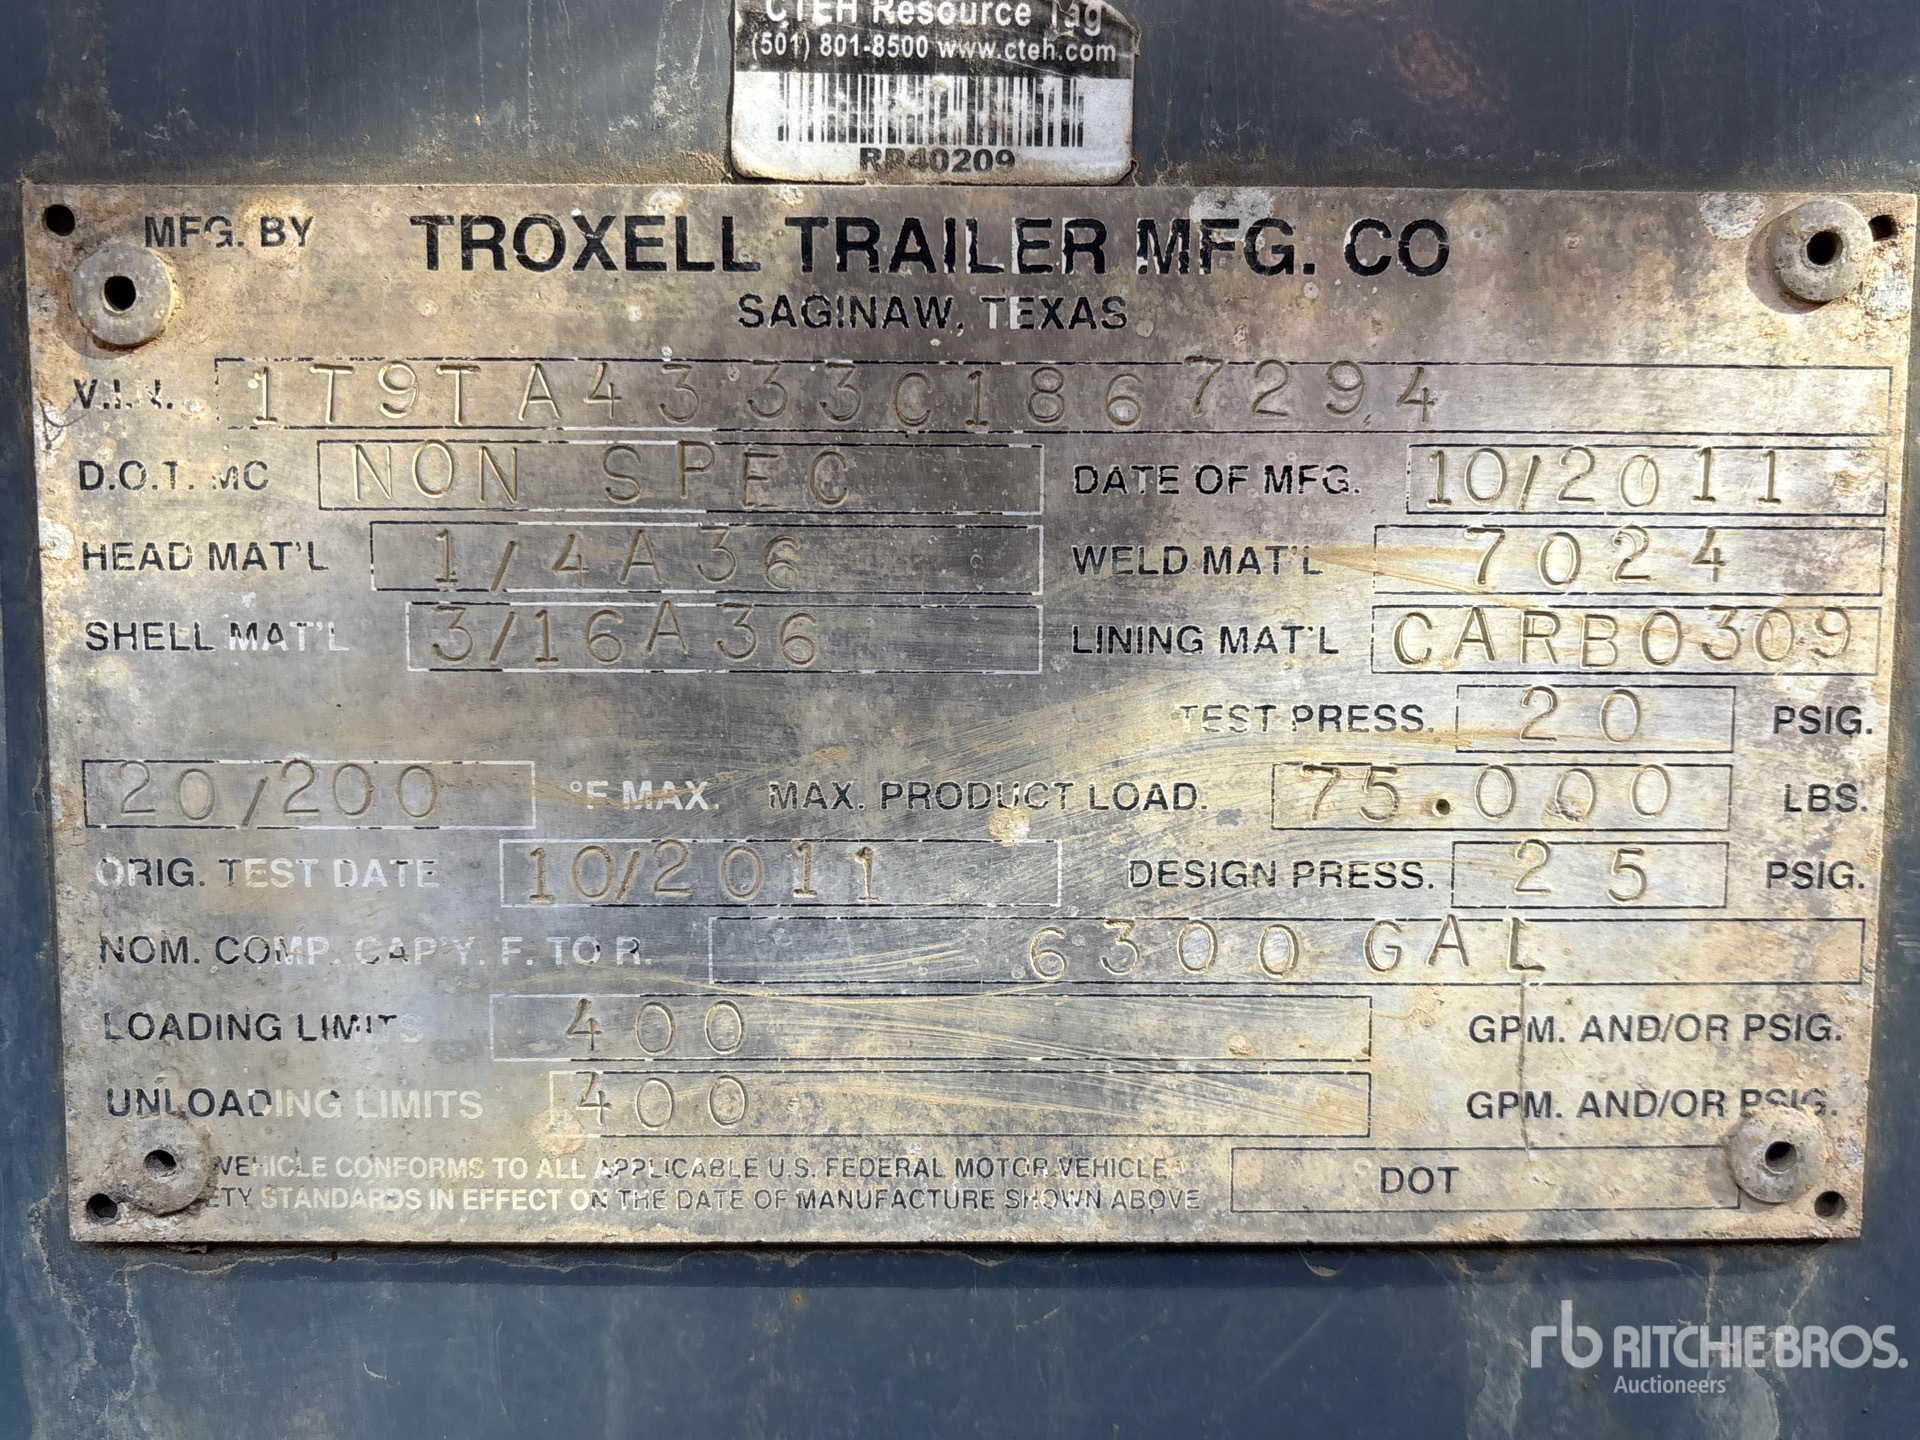 CTEH Resource Tag
(501) 801-8500 www.cteh.com
RP40209
MFG. BY TROXELL TRAILER MFG. CO
SAGINAW, TEXAS
V.I.N. 1T9TA4333C1867294
D.O.T. MC NON SPEC DATE OF MFG. 10/2011
HEAD MAT'L 1/4A36 WELD MAT'L 7024
SHELL MAT'L 3/16A36 LINING MAT'L CARBO309
TEST PRESS. 20 PSIG.
20/200 °F MAX. MAX. PRODUCT LOAD. 75.000 LBS.
ORIG. TEST DATE 10/2011 DESIGN PRESS. 25 PSIG.
NOM. COMP. CAP'Y. F. TO R. 6300 GAL
LOADING LIMITS 400 GPM. AND/OR PSIG.
UNLOADING LIMITS 400 GPM. AND/OR PSIG.
VEHICLE CONFORMS TO ALL APPLICABLE U.S. FEDERAL MOTOR VEHICLE
ETY STANDARDS IN EFFECT ON THE DATE OF MANUFACTURE SHOWN ABOVE
DOT
rb RITCHIE BROS.
Auctioneers